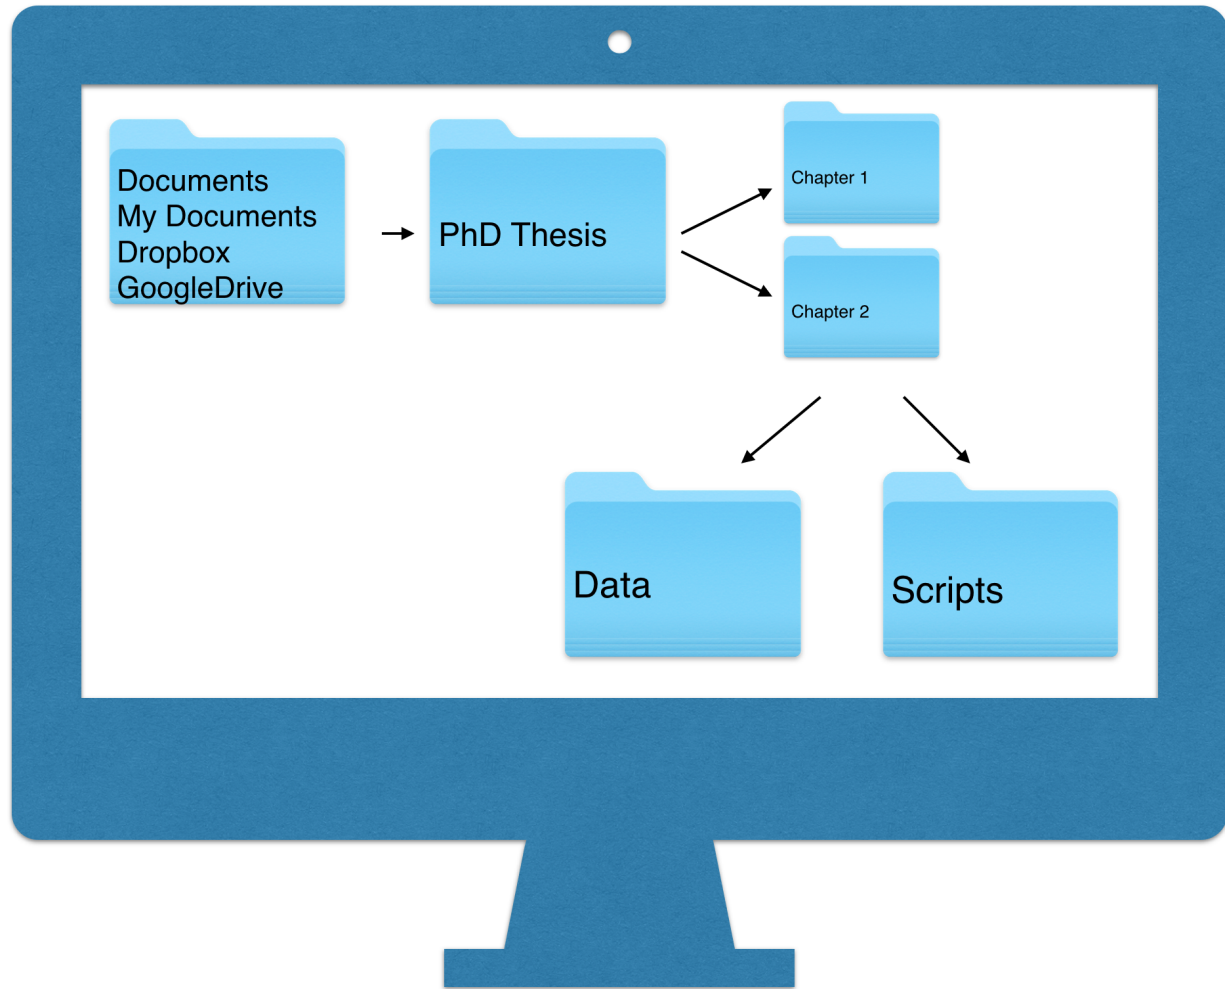 Documents
My Documents
Dropbox
GoogleDrive
PhD Thesis
Chapter 1
Chapter 2
Data
Scripts